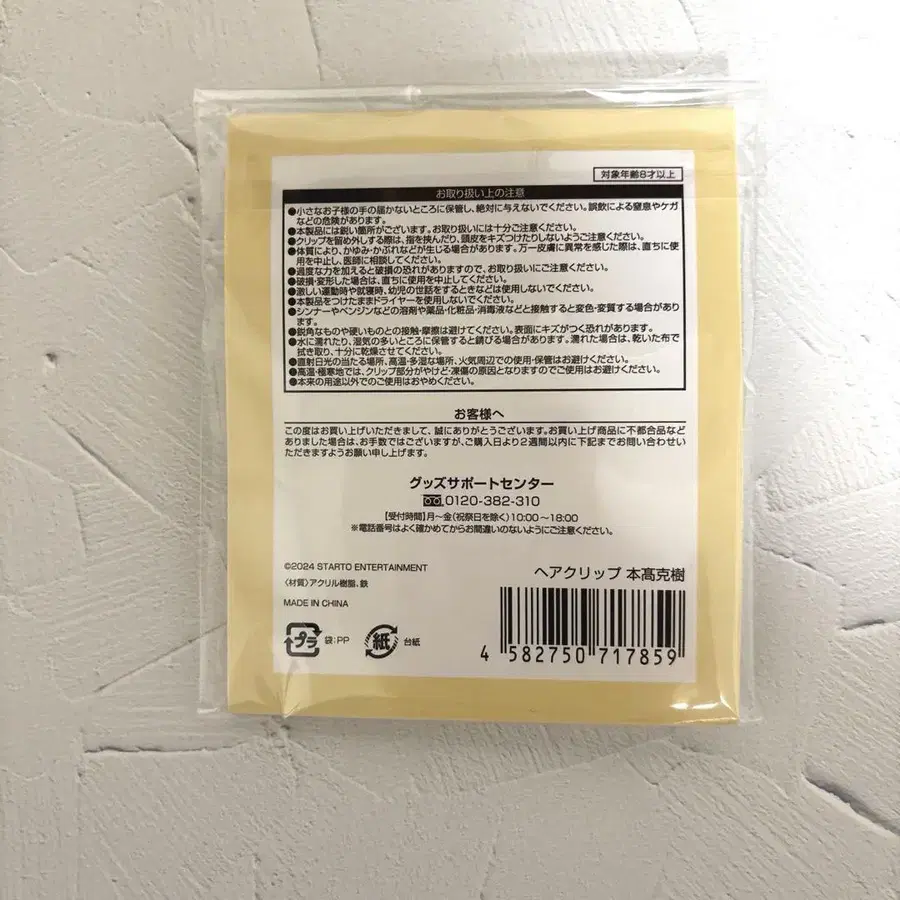 対象年齢8才以上
お取り扱い上の注意
●小さなお子様の手の届かないところに保管し、絶対に与えないでください。誤飲による窒息やケガ
などの危険があります。
●本製品には鋭い箇所がございます。お取り扱いには十分ご注意ください。
●クリップを留め外しする際は、指を挟んだり、頭皮をキズつけたりしないようご注意ください。
●体質により、かゆみ・かぶれなどが生じる場合があります。万一皮膚に異常を感じた際は、直ちに使
用を中止し、医師に相談してください。
●過度な力を加えると破損の恐れがありますので、お取り扱いにご注意ください。
●破損・変形した場合は、直ちに使用を中止してください。
●激しい運動時や就寝時、幼児の世話をするときなどは使用しないでください。
●本製品をつけたままドライヤーを使用しないでください。
●シンナーやベンジンなどの溶剤や薬品・化粧品・消毒液などと接触すると変色・変質する場合があり
ます。
●鋭角なものや硬いものとの接触・摩擦は避けてください。表面にキズがつく恐れがあります。
●水に濡れたり、湿気の多いところに保管すると錆びる場合があります。濡れた場合は、乾いた布で
拭き取り、十分に乾燥させてください。
●直射日光の当たる場所、高温・多湿な場所、火気周辺での使用・保管はお避けください。
●高温・極寒地では、クリップ部分がやけど・凍傷の原因となりますのでご使用はお避けください。
●本来の用途以外でのご使用はおやめください。
お客様へ
この度はお買い上げいただきまして、誠にありがとうございます。お買い上げ商品に不都合品など
ありました場合は、お手数ではございますが、ご購入日より2週間以内に下記までお問い合わせい
ただきますようお願い申し上げます。
グッズサポートセンター
0120-382-310
【受付時間】月〜金(祝祭日を除く)10:00〜18:00
※電話番号はよく確かめてからお間違いのないようにご注意ください。
©2024 STARTO ENTERTAINMENT
ヘアクリップ 本髙克樹
〈材質〉アクリル樹脂、鉄
MADE IN CHINA
プラ 袋:PP 紙 台紙
4 582750 717859